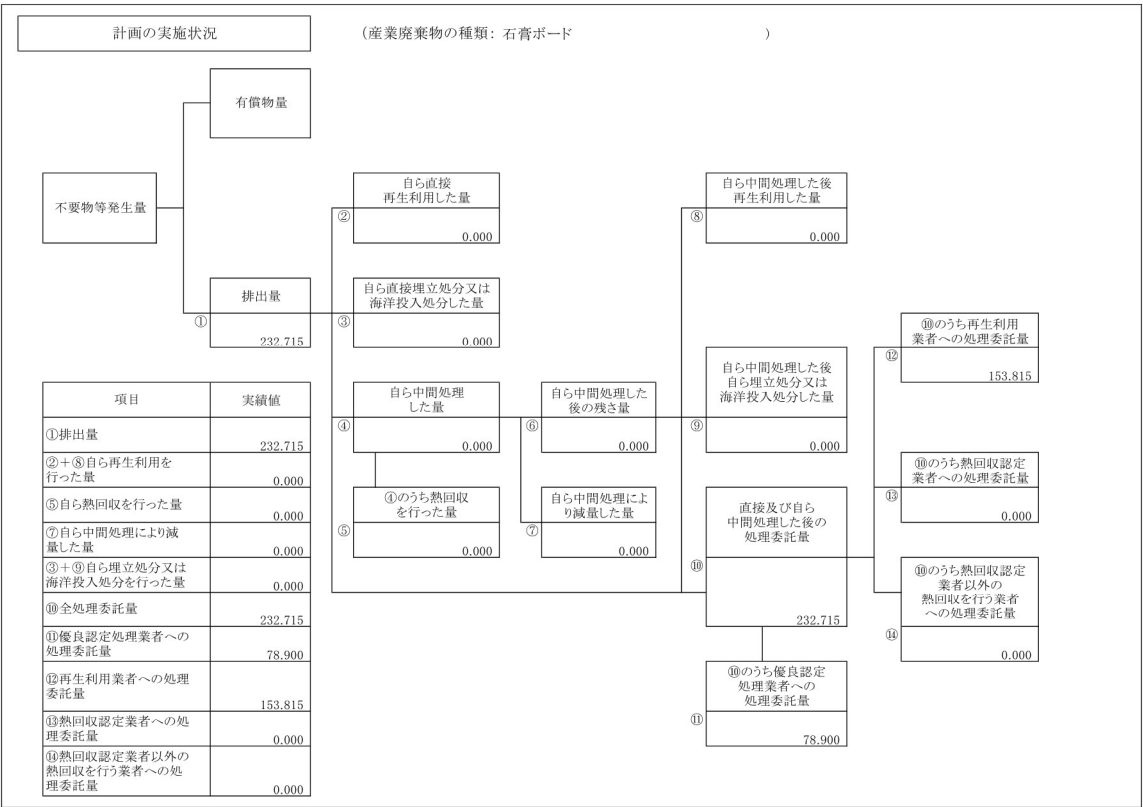 計画の実施状況
(産業廃棄物の種類: 石膏ボード )
有償物量
不要物等発生量
排出量
①
232.715
自ら直接
再生利用した量
②
0.000
自ら直接埋立処分又は
海洋投入処分した量
③
0.000
自ら中間処理
した量
④
0.000
④のうち熱回収
を行った量
⑤
0.000
自ら中間処理した
後の残さ量
⑥
0.000
自ら中間処理によ
り減量した量
⑦
0.000
自ら中間処理した後
再生利用した量
⑧
0.000
自ら中間処理した後
自ら埋立処分又は
海洋投入処分した量
⑨
0.000
直接及び自ら
中間処理した後の
処理委託量
⑩
232.715
⑩のうち優良認定
処理業者への
処理委託量
⑪
78.900
⑩のうち再生利用
業者への処理委託量
⑫
153.815
⑩のうち熱回収認定
業者への処理委託量
⑬
0.000
⑩のうち熱回収認定
業者以外の
熱回収を行う業者
への処理委託量
⑭
0.000
項目 実績値
①排出量
232.715
②+⑧自ら再生利用を
行った量
0.000
⑤自ら熱回収を行った量
0.000
⑦自ら中間処理により減
量した量
0.000
③+⑨自ら埋立処分又は
海洋投入処分を行った量
0.000
⑩全処理委託量
232.715
⑪優良認定処理業者への
処理委託量
78.900
⑫再生利用業者への処理
委託量
153.815
⑬熱回収認定業者への処
理委託量
0.000
⑭熱回収認定業者以外の
熱回収を行う業者への処
理委託量
0.000